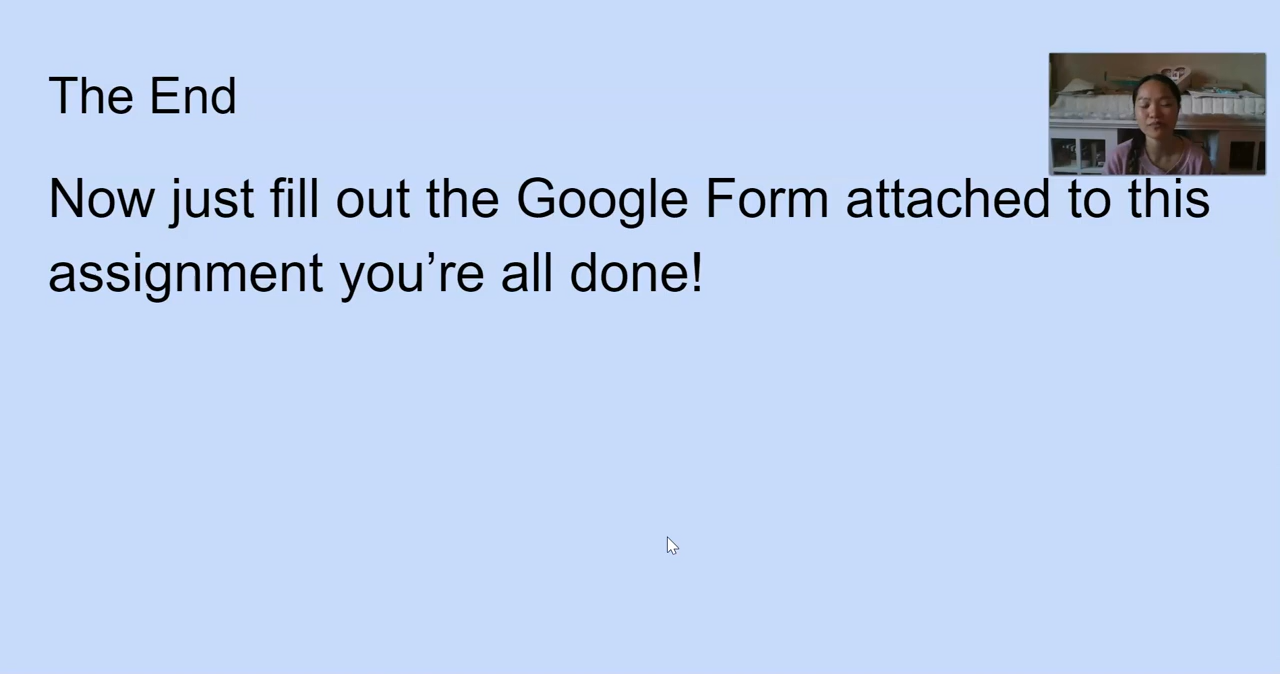 The End
Now just fill out the Google Form attached to this
assignment you’re all done!